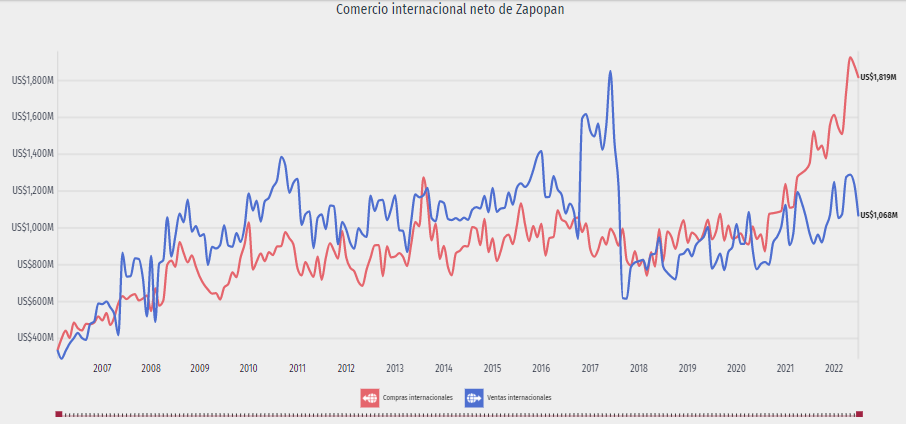 Comercio internacional neto de Zapopan
US$1,800M
US$1,819M
US$1,600M
US$1,400M
US$1,200M
US$1,068M
US$1,000M
US$800M
US$600M
US$400M
2007 2008 2009 2010 2011 2012 2013 2014 2015 2016 2017 2018 2019 2020 2021 2022
Compras internacionales Ventas internacionales